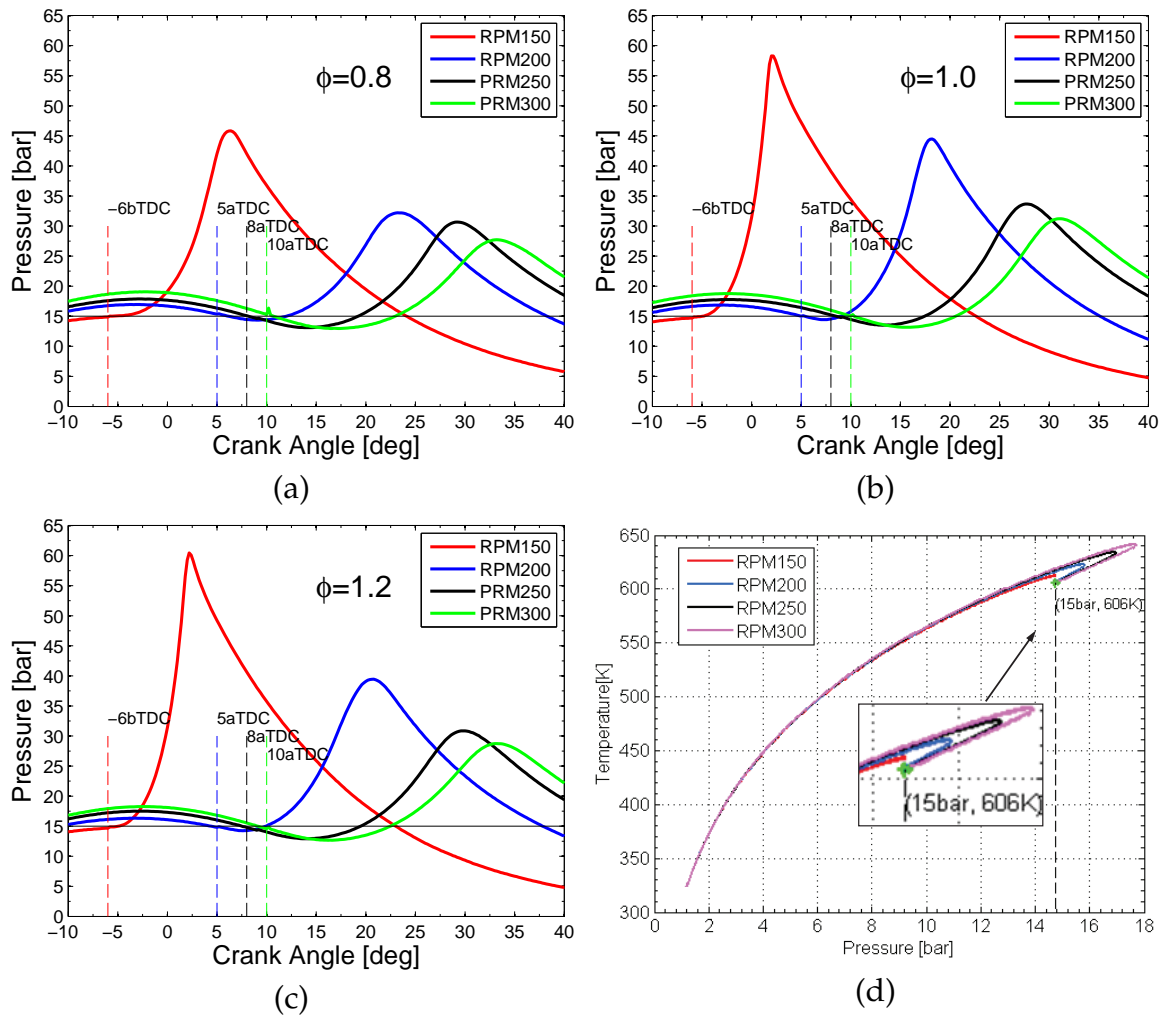 RPM150
RPM200
PRM250
PRM300
ϕ=0.8
−6bTDC
5aTDC
8aTDC
10aTDC
Pressure [bar]
65
60
55
50
45
40
35
30
25
20
15
10
5
0
−10 −5 0 5 10 15 20 25 30 35 40
Crank Angle [deg]
(a)
RPM150
RPM200
PRM250
PRM300
ϕ=1.0
−6bTDC
5aTDC
8aTDC
10aTDC
Pressure [bar]
65
60
55
50
45
40
35
30
25
20
15
10
5
0
−10 −5 0 5 10 15 20 25 30 35 40
Crank Angle [deg]
(b)
RPM150
RPM200
PRM250
PRM300
ϕ=1.2
−6bTDC
5aTDC
8aTDC
10aTDC
Pressure [bar]
65
60
55
50
45
40
35
30
25
20
15
10
5
0
−10 −5 0 5 10 15 20 25 30 35 40
Crank Angle [deg]
(c)
RPM150
RPM200
RPM250
RPM300
(15bar, 606K)
(15bar, 606K)
Temperature[K]
650
600
550
500
450
400
350
300
0 2 4 6 8 10 12 14 16 18
Pressure [bar]
(d)